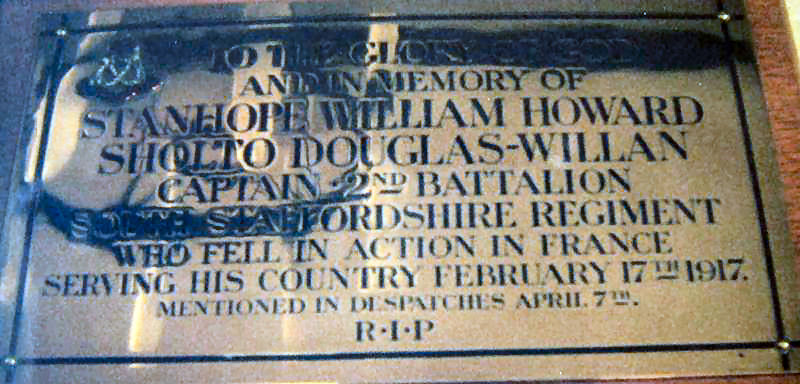 TO THE GLORY OF GOD
AND IN MEMORY OF
STANHOPE WILLIAM HOWARD
SHOLTO DOUGLAS-WILLAN
CAPTAIN · 2ND BATTALION
SOUTH STAFFORDSHIRE REGIMENT
WHO FELL IN ACTION IN FRANCE
SERVING HIS COUNTRY FEBRUARY 17TH 1917.
MENTIONED IN DESPATCHES APRIL. 7TH.
R·I·P